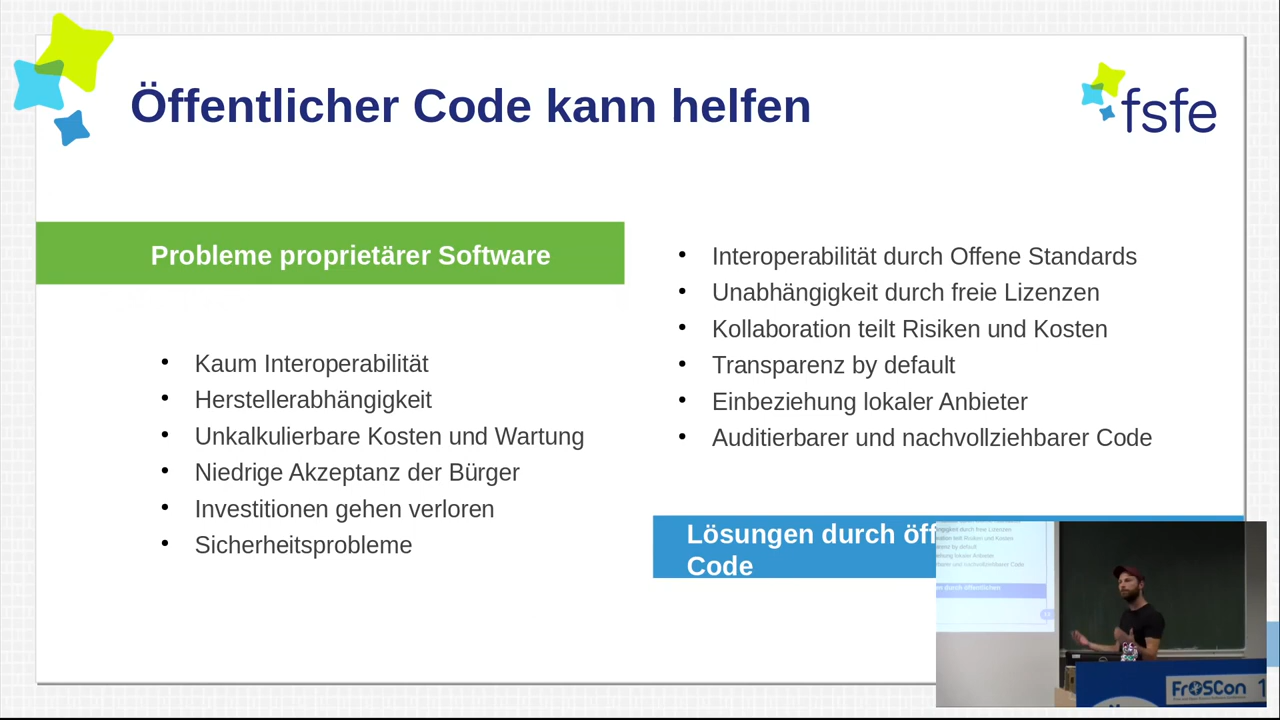 Öffentlicher Code kann helfen
fsfe
Probleme proprietärer Software
• Kaum Interoperabilität
• Herstellerabhängigkeit
• Unkalkulierbare Kosten und Wartung
• Niedrige Akzeptanz der Bürger
• Investitionen gehen verloren
• Sicherheitsprobleme
• Interoperabilität durch Offene Standards
• Unabhängigkeit durch freie Lizenzen
• Kollaboration teilt Risiken und Kosten
• Transparenz by default
• Einbeziehung lokaler Anbieter
• Auditierbarer und nachvollziehbarer Code
Lösungen durch öff
Code
FrOSCon 1